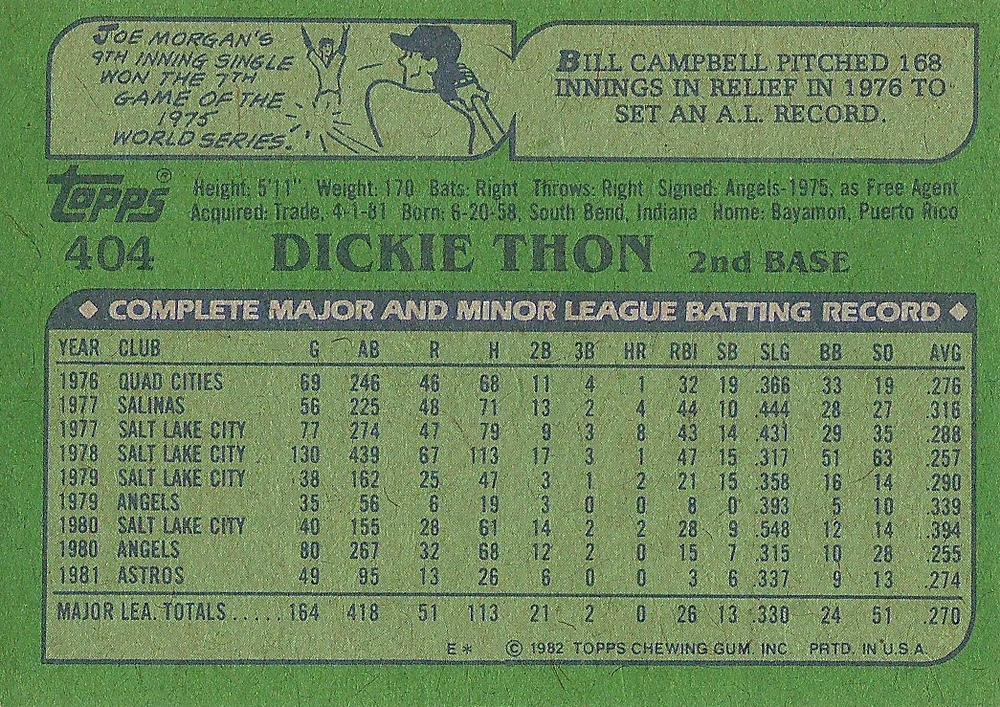 JOE MORGAN'S
9TH INNING SINGLE
WON THE 7TH
GAME OF THE
1975
WORLD SERIES.
BILL CAMPBELL PITCHED 168
INNINGS IN RELIEF IN 1976 TO
SET AN A.L. RECORD.
TOPPS®
Height: 5'11". Weight: 170 Bats: Right Throws: Right Signed: Angels-1975, as Free Agent
Acquired: Trade, 4-1-81 Born: 6-20-58, South Bend, Indiana Home: Bayamon, Puerto Rico
404 DICKIE THON 2nd BASE
◆ COMPLETE MAJOR AND MINOR LEAGUE BATTING RECORD ◆
YEAR CLUB G AB R H 2B 3B HR RBI SB SLG BB SO AVG
1976 QUAD CITIES 69 246 46 68 11 4 1 32 19 .366 33 19 .276
1977 SALINAS 56 225 48 71 13 2 4 44 10 .444 28 27 .316
1977 SALT LAKE CITY 77 274 47 79 9 3 8 43 14 .431 29 35 .288
1978 SALT LAKE CITY 130 439 67 113 17 3 1 47 15 .317 51 63 .257
1979 SALT LAKE CITY 38 162 25 47 3 1 2 21 15 .358 16 14 .290
1979 ANGELS 35 56 6 19 3 0 0 8 0 .393 5 10 .339
1980 SALT LAKE CITY 40 155 28 61 14 2 2 28 9 .548 12 14 .394
1980 ANGELS 80 267 32 68 12 2 0 15 7 .315 10 28 .255
1981 ASTROS 49 95 13 26 6 0 0 3 6 .337 9 13 .274
MAJOR LEA. TOTALS ..... 164 418 51 113 21 2 0 26 13 .330 24 51 .270
E* © 1982 TOPPS CHEWING GUM. INC PRTD. IN U.S.A.